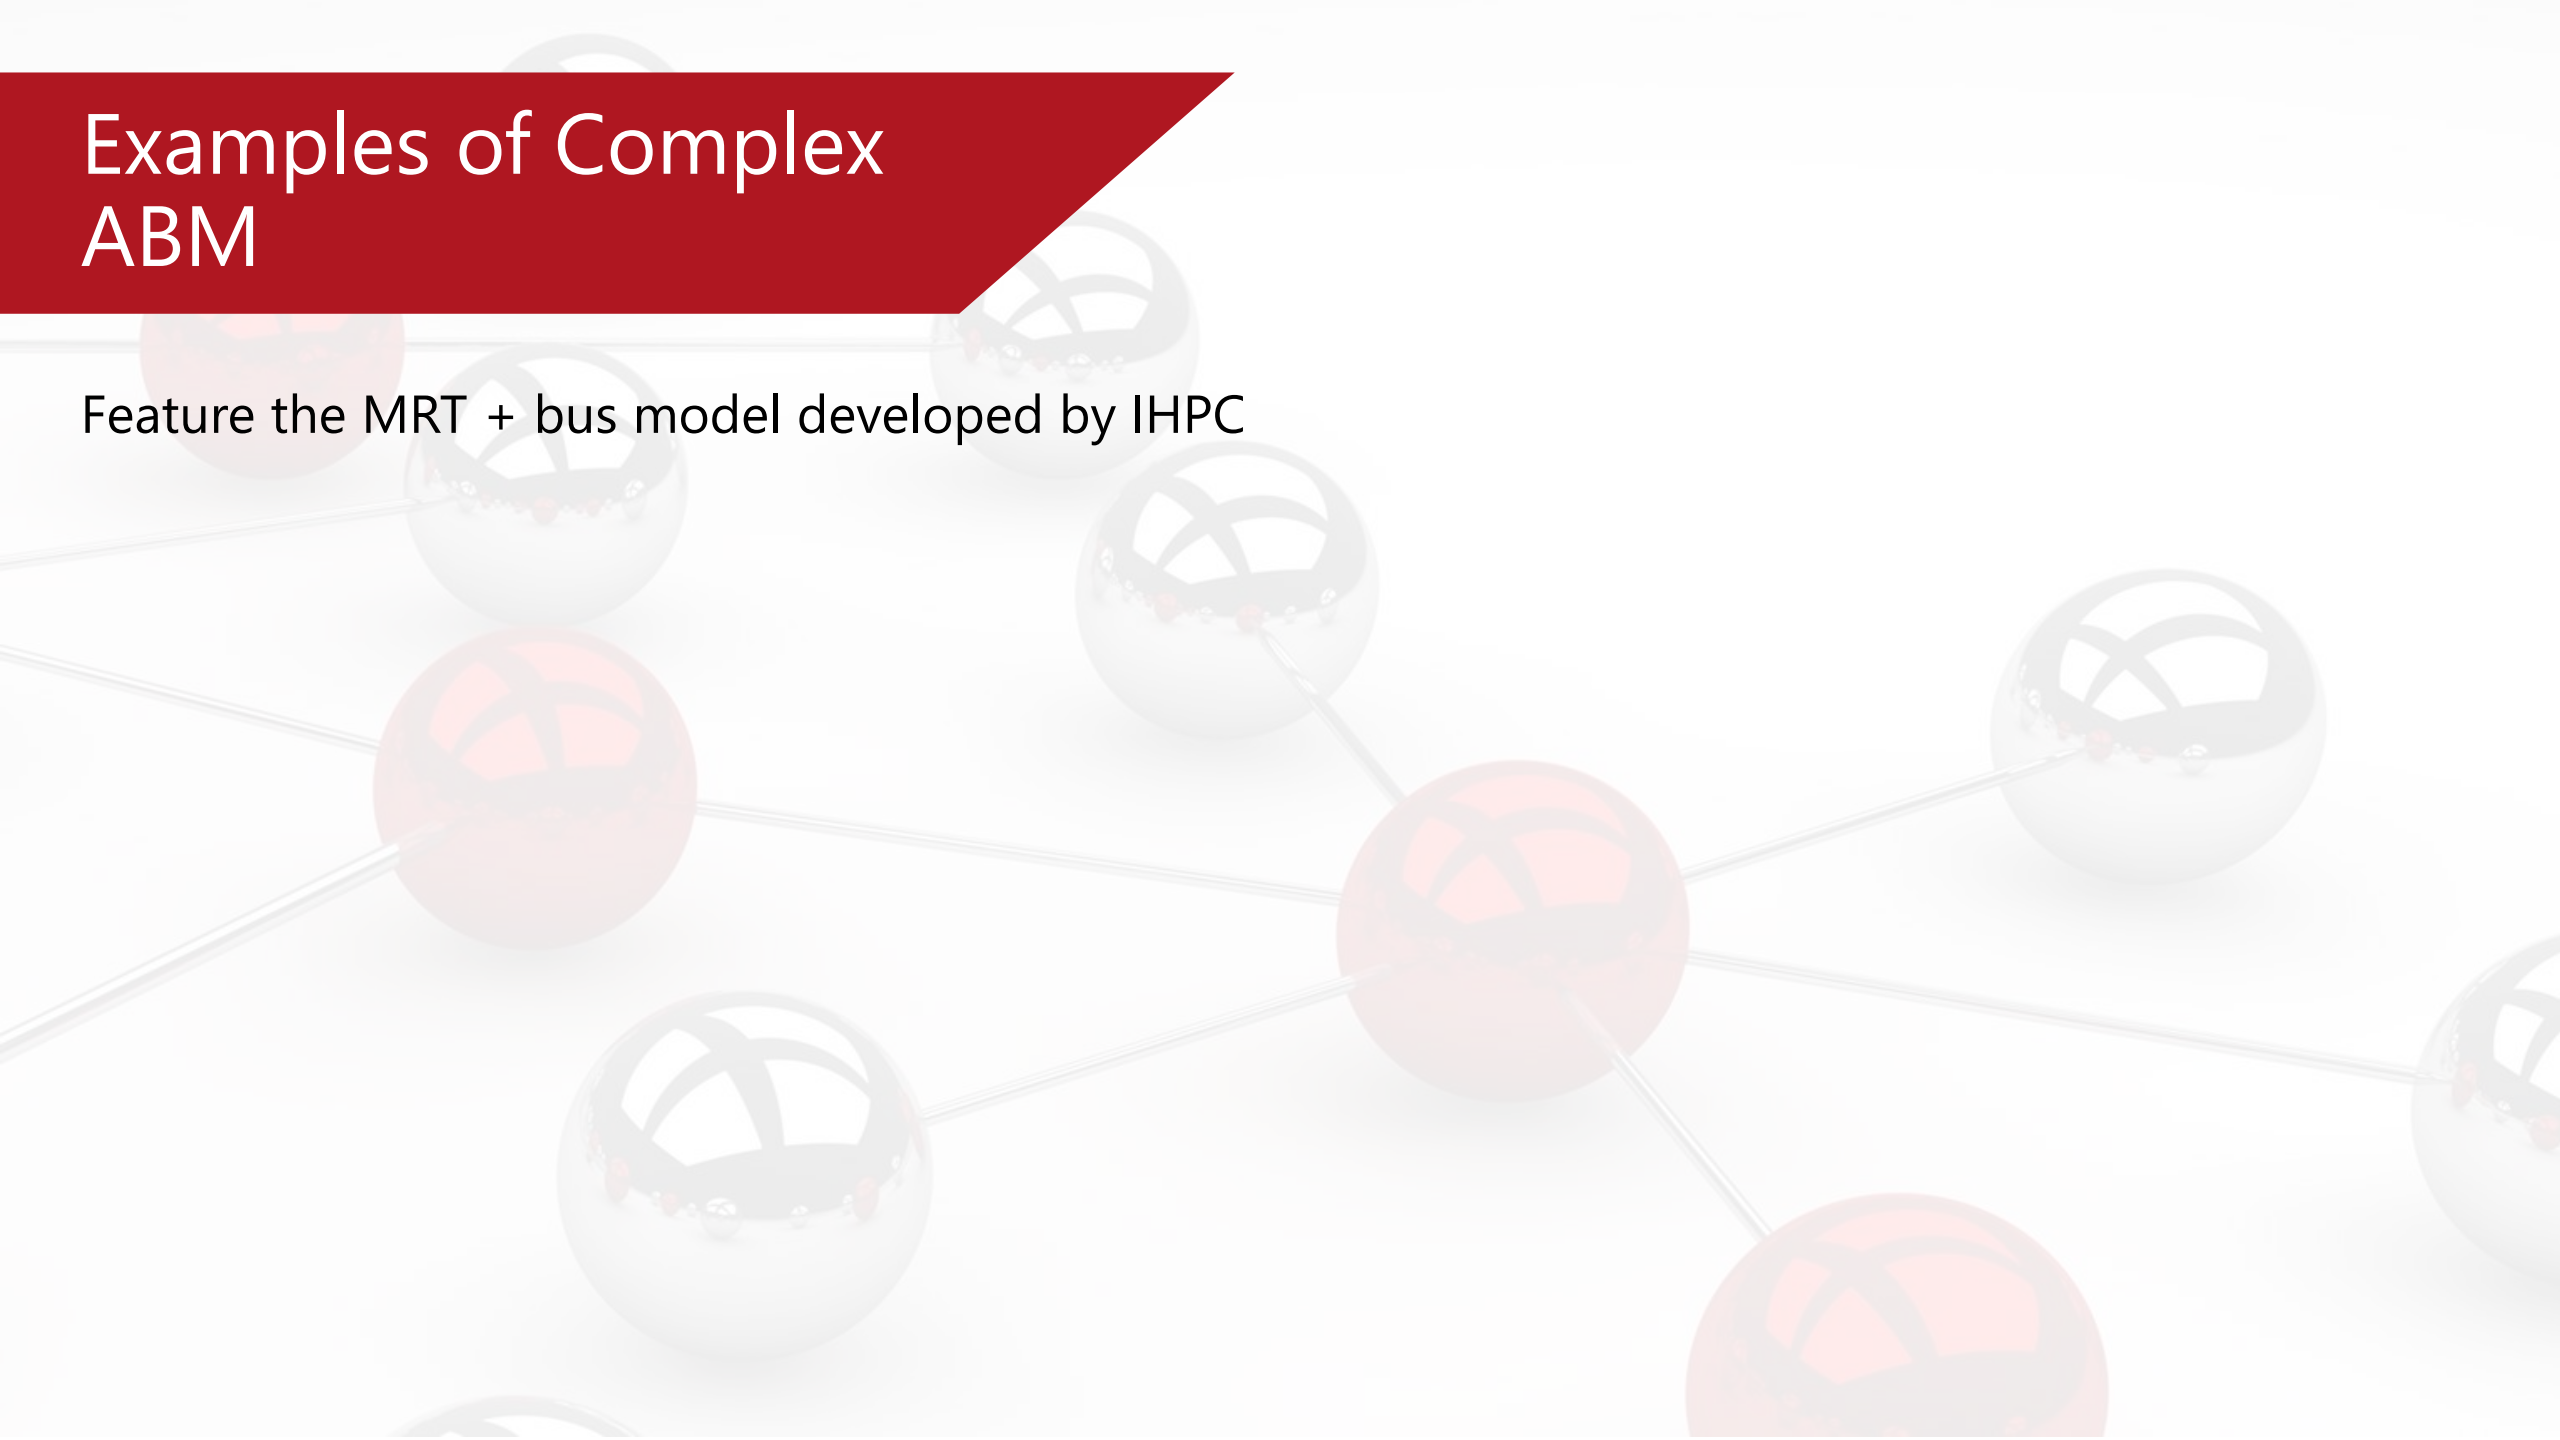 Examples of Complex
ABM
Feature the MRT + bus model developed by IHPC